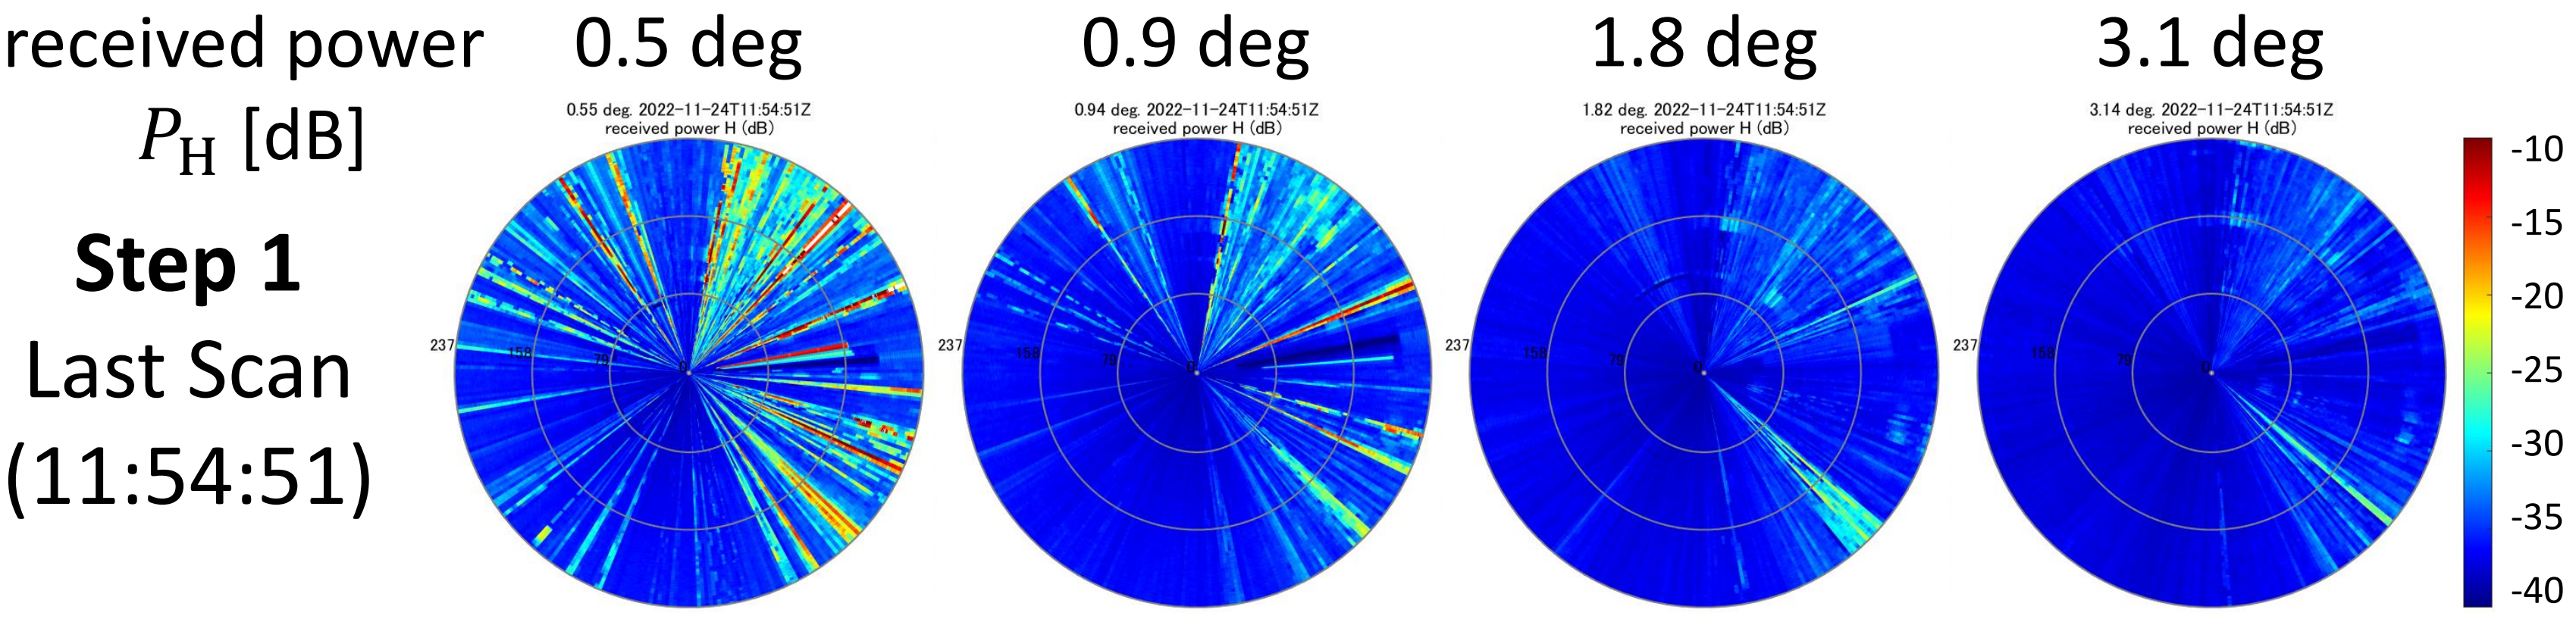 received power
P_H [dB]
Step 1
Last Scan
(11:54:51)
0.5 deg
0.55 deg. 2022-11-24T11:54:51Z
received power H (dB)
237
158
79
0
0.9 deg
0.94 deg. 2022-11-24T11:54:51Z
received power H (dB)
237
158
79
0
1.8 deg
1.82 deg. 2022-11-24T11:54:51Z
received power H (dB)
237
158
79
0
3.1 deg
3.14 deg. 2022-11-24T11:54:51Z
received power H (dB)
237
158
79
0
-10
-15
-20
-25
-30
-35
-40